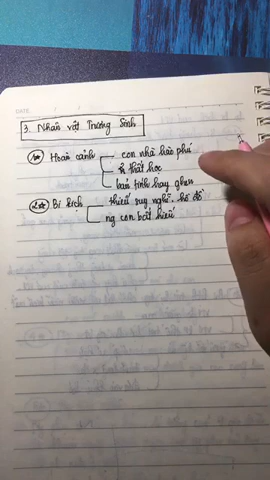 DATE:
3. Nhân vật Trương Sinh
1★ Hoàn cảnh con nhà hào phú
ít thất học
bản tính hay ghen
2★ Bi kịch thiếu suy nghĩ. hồ đồ
ng con bất hiếu